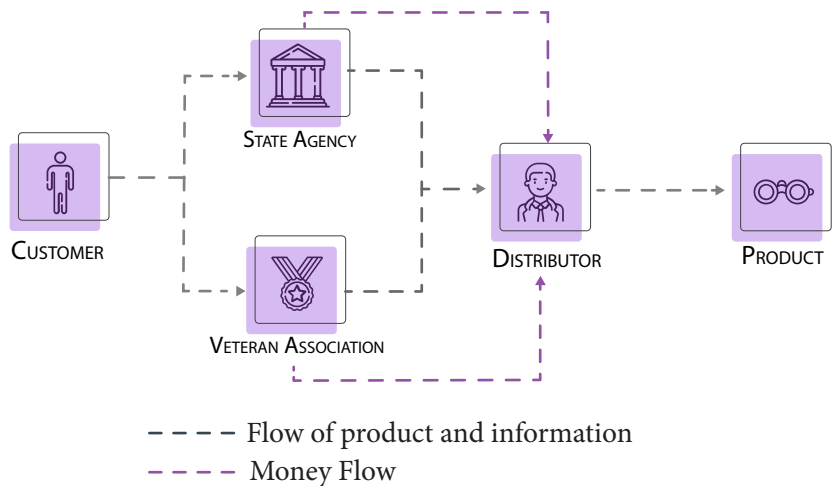 State Agency
Customer
Distributor
Product
Veteran Association
Flow of product and information
Money Flow